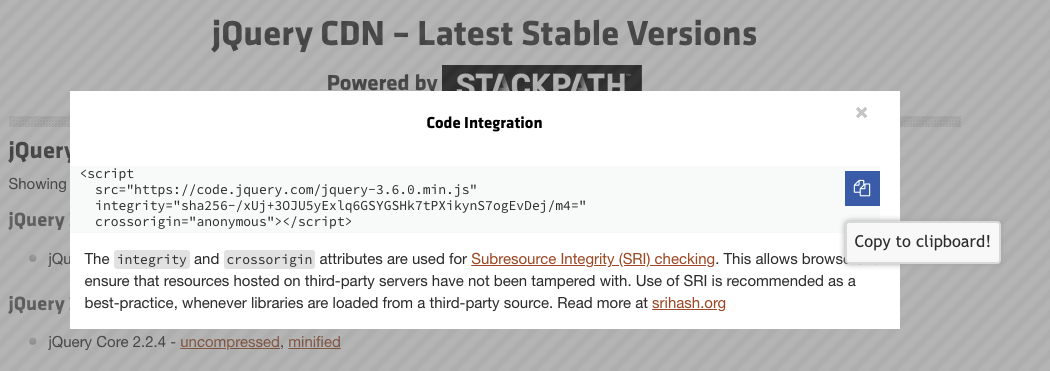 jQuery CDN – Latest Stable Versions
Powered by STACKPATH
Code Integration
×
jQuery
Showing
jQuery
jQu
jQuery
<script
  src="https://code.jquery.com/jquery-3.6.0.min.js"
  integrity="sha256-/xUj+3OJU5yExlq6GSYGSHk7tPXikynS7ogEvDej/m4="
  crossorigin="anonymous"></script>
Copy to clipboard!
The integrity and crossorigin attributes are used for Subresource Integrity (SRI) checking. This allows browse
ensure that resources hosted on third-party servers have not been tampered with. Use of SRI is recommended as a
best-practice, whenever libraries are loaded from a third-party source. Read more at srihash.org
jQuery Core 2.2.4 - uncompressed, minified